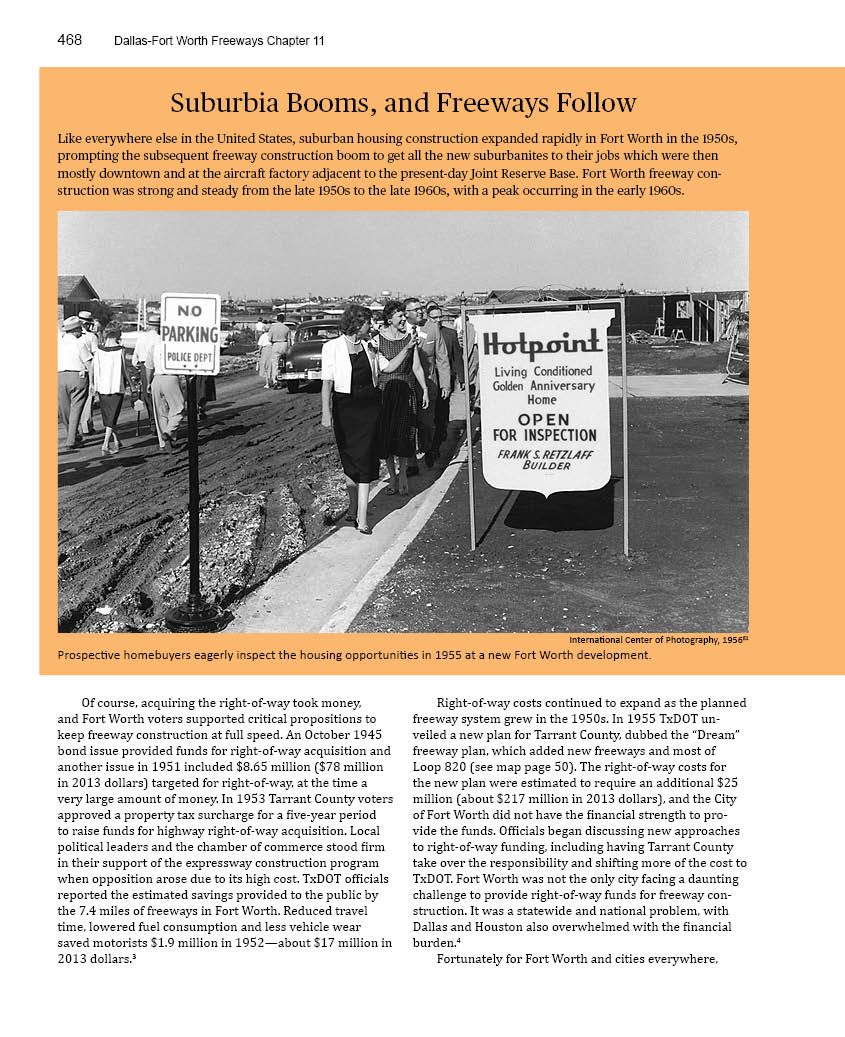 468 Dallas-Fort Worth Freeways Chapter 11
Suburbia Booms, and Freeways Follow
Like everywhere else in the United States, suburban housing construction expanded rapidly in Fort Worth in the 1950s,
prompting the subsequent freeway construction boom to get all the new suburbanites to their jobs which were then
mostly downtown and at the aircraft factory adjacent to the present-day Joint Reserve Base. Fort Worth freeway con-
struction was strong and steady from the late 1950s to the late 1960s, with a peak occurring in the early 1960s.
NO
PARKING
POLICE DEPT.
Hotpoint
Living Conditioned
Golden Anniversary
Home
OPEN
FOR INSPECTION
FRANK S. RETZLAFF
BUILDER
International Center of Photography, 1956⁶¹
Prospective homebuyers eagerly inspect the housing opportunities in 1955 at a new Fort Worth development.
Of course, acquiring the right-of-way took money,
and Fort Worth voters supported critical propositions to
keep freeway construction at full speed. An October 1945
bond issue provided funds for right-of-way acquisition and
another issue in 1951 included $8.65 million ($78 million
in 2013 dollars) targeted for right-of-way, at the time a
very large amount of money. In 1953 Tarrant County voters
approved a property tax surcharge for a five-year period
to raise funds for highway right-of-way acquisition. Local
political leaders and the chamber of commerce stood firm
in their support of the expressway construction program
when opposition arose due to its high cost. TxDOT officials
reported the estimated savings provided to the public by
the 7.4 miles of freeways in Fort Worth. Reduced travel
time, lowered fuel consumption and less vehicle wear
saved motorists $1.9 million in 1952—about $17 million in
2013 dollars.³
Right-of-way costs continued to expand as the planned
freeway system grew in the 1950s. In 1955 TxDOT un-
veiled a new plan for Tarrant County, dubbed the “Dream”
freeway plan, which added new freeways and most of
Loop 820 (see map page 50). The right-of-way costs for
the new plan were estimated to require an additional $25
million (about $217 million in 2013 dollars), and the City
of Fort Worth did not have the financial strength to pro-
vide the funds. Officials began discussing new approaches
to right-of-way funding, including having Tarrant County
take over the responsibility and shifting more of the cost to
TxDOT. Fort Worth was not the only city facing a daunting
challenge to provide right-of-way funds for freeway con-
struction. It was a statewide and national problem, with
Dallas and Houston also overwhelmed with the financial
burden.⁴
Fortunately for Fort Worth and cities everywhere,